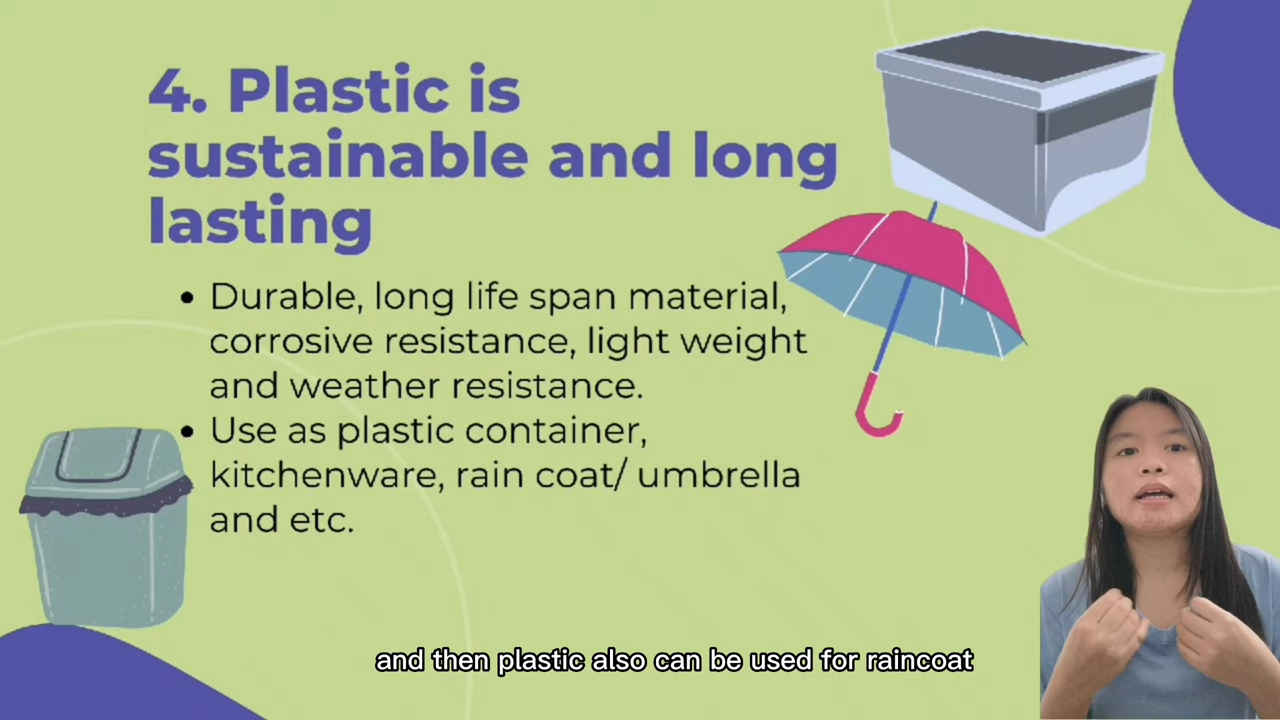 4. Plastic is
sustainable and long
lasting
• Durable, long life span material,
corrosive resistance, light weight
and weather resistance.
• Use as plastic container,
kitchenware, rain coat/ umbrella
and etc.
and then plastic also can be used for raincoat